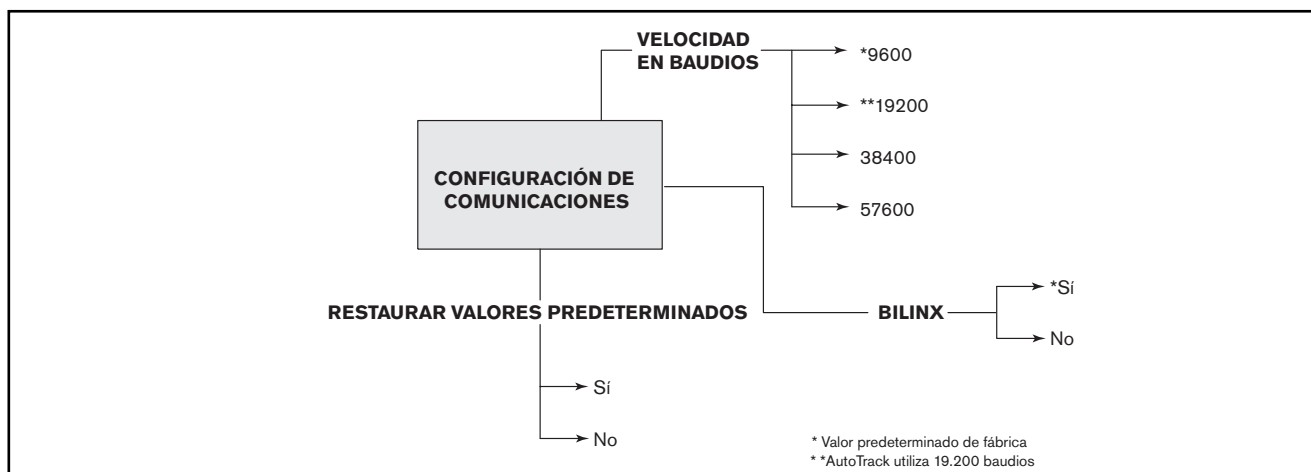 VELOCIDAD
EN BAUDIOS
*9600
**19200
38400
57600
CONFIGURACIÓN DE
COMUNICACIONES
RESTAURAR VALORES PREDETERMINADOS
BILINX
*Sí
No
Sí
No
* Valor predeterminado de fábrica
* *AutoTrack utiliza 19.200 baudios